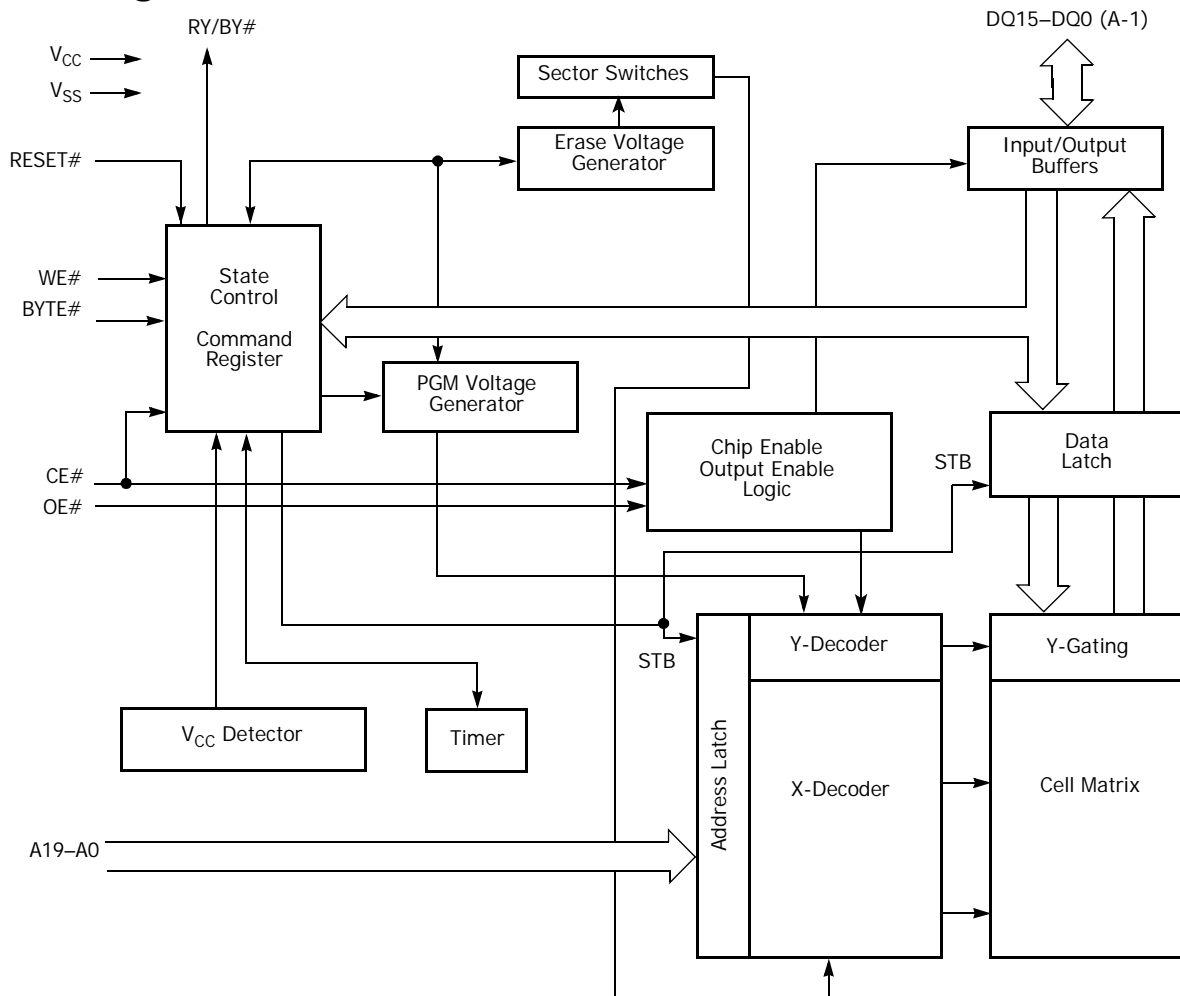 RY/BY#
DQ15–DQ0 (A-1)
VCC
VSS
Sector Switches
Erase Voltage
Generator
Input/Output
Buffers
RESET#
WE#
BYTE#
State
Control
Command
Register
PGM Voltage
Generator
Chip Enable
Output Enable
Logic
STB
Data
Latch
CE#
OE#
STB
Y-Decoder
Y-Gating
VCC Detector
Timer
Address Latch
X-Decoder
Cell Matrix
A19–A0